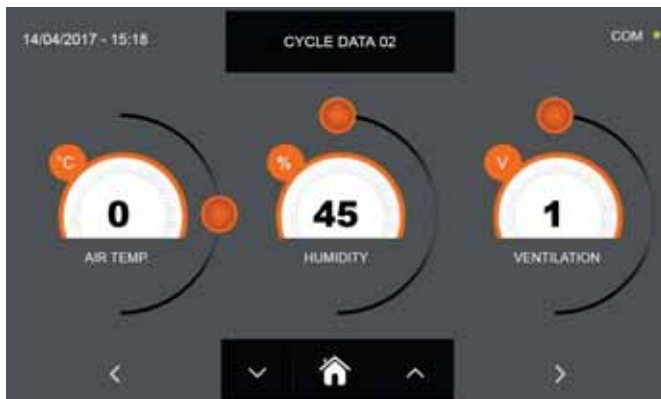 14/04/2017 - 15:18
CYCLE DATA 02
COM
°C
%
V
0
45
1
AIR TEMP.
HUMIDITY
VENTILATION